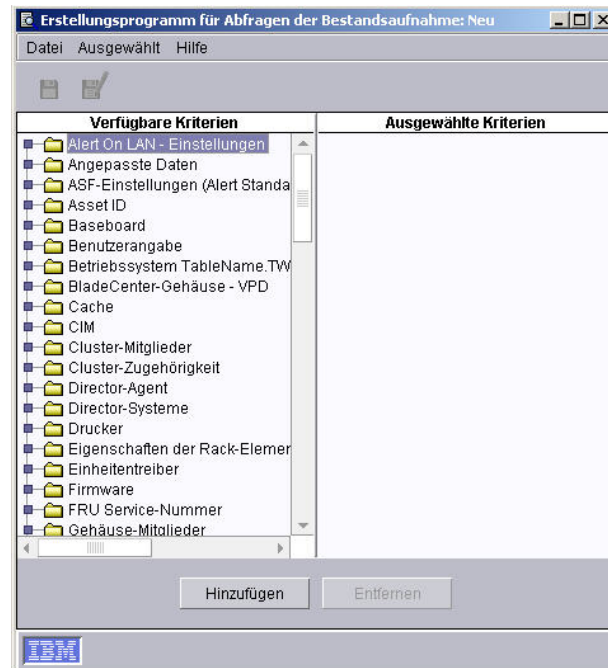 Erstellungsprogramm für Abfragen der Bestandsaufnahme: Neu
Datei Ausgewählt Hilfe
Verfügbare Kriterien
Ausgewählte Kriterien
Alert On LAN - Einstellungen
Angepasste Daten
ASF-Einstellungen (Alert Standa
Asset ID
Baseboard
Benutzerangabe
Betriebssystem TableName.TW
BladeCenter-Gehäuse - VPD
Cache
CIM
Cluster-Mitglieder
Cluster-Zugehörigkeit
Director-Agent
Director-Systeme
Drucker
Eigenschaften der Rack-Elemen
Einheitentreiber
Firmware
FRU Service-Nummer
Gehäuse-Mitglieder
Hinzufügen Entfernen
IBM